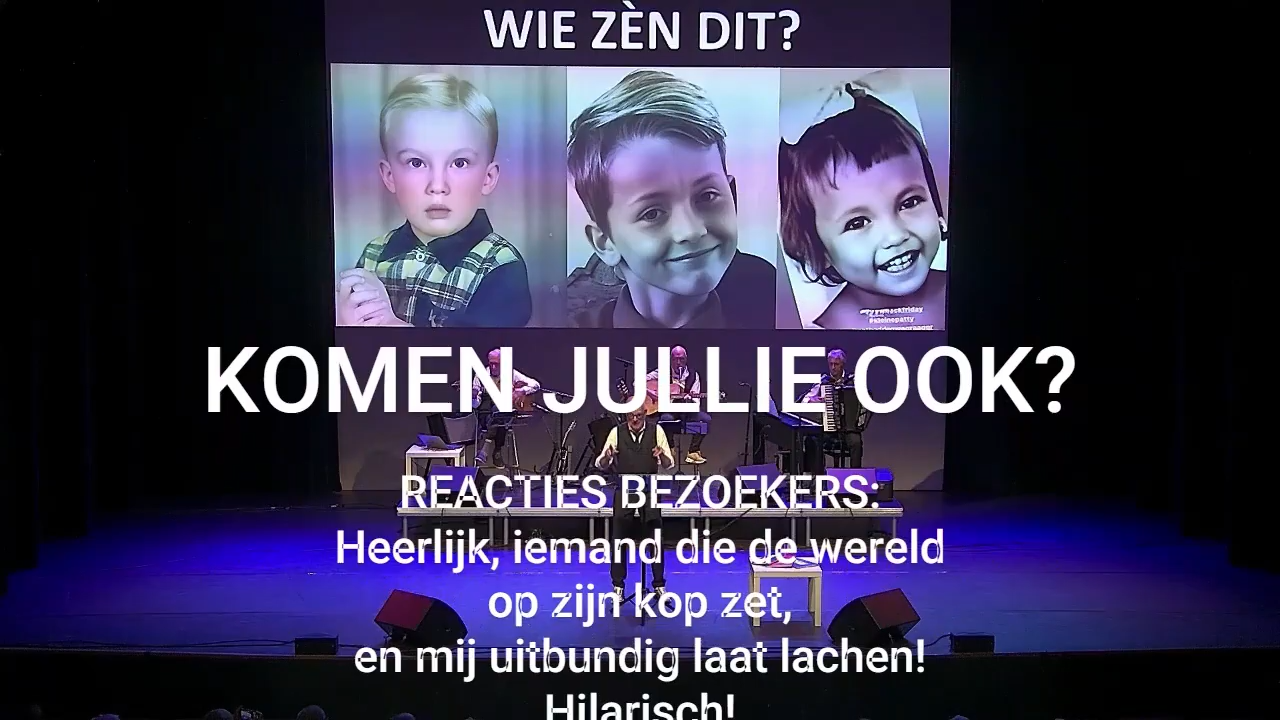 WIE ZÈN DIT?
#kleinepatty
KOMEN JULLIE OOK?
REACTIES BEZOEKERS:
Heerlijk, iemand die de wereld
op zijn kop zet,
en mij uitbundig laat lachen!
Hilarisch!